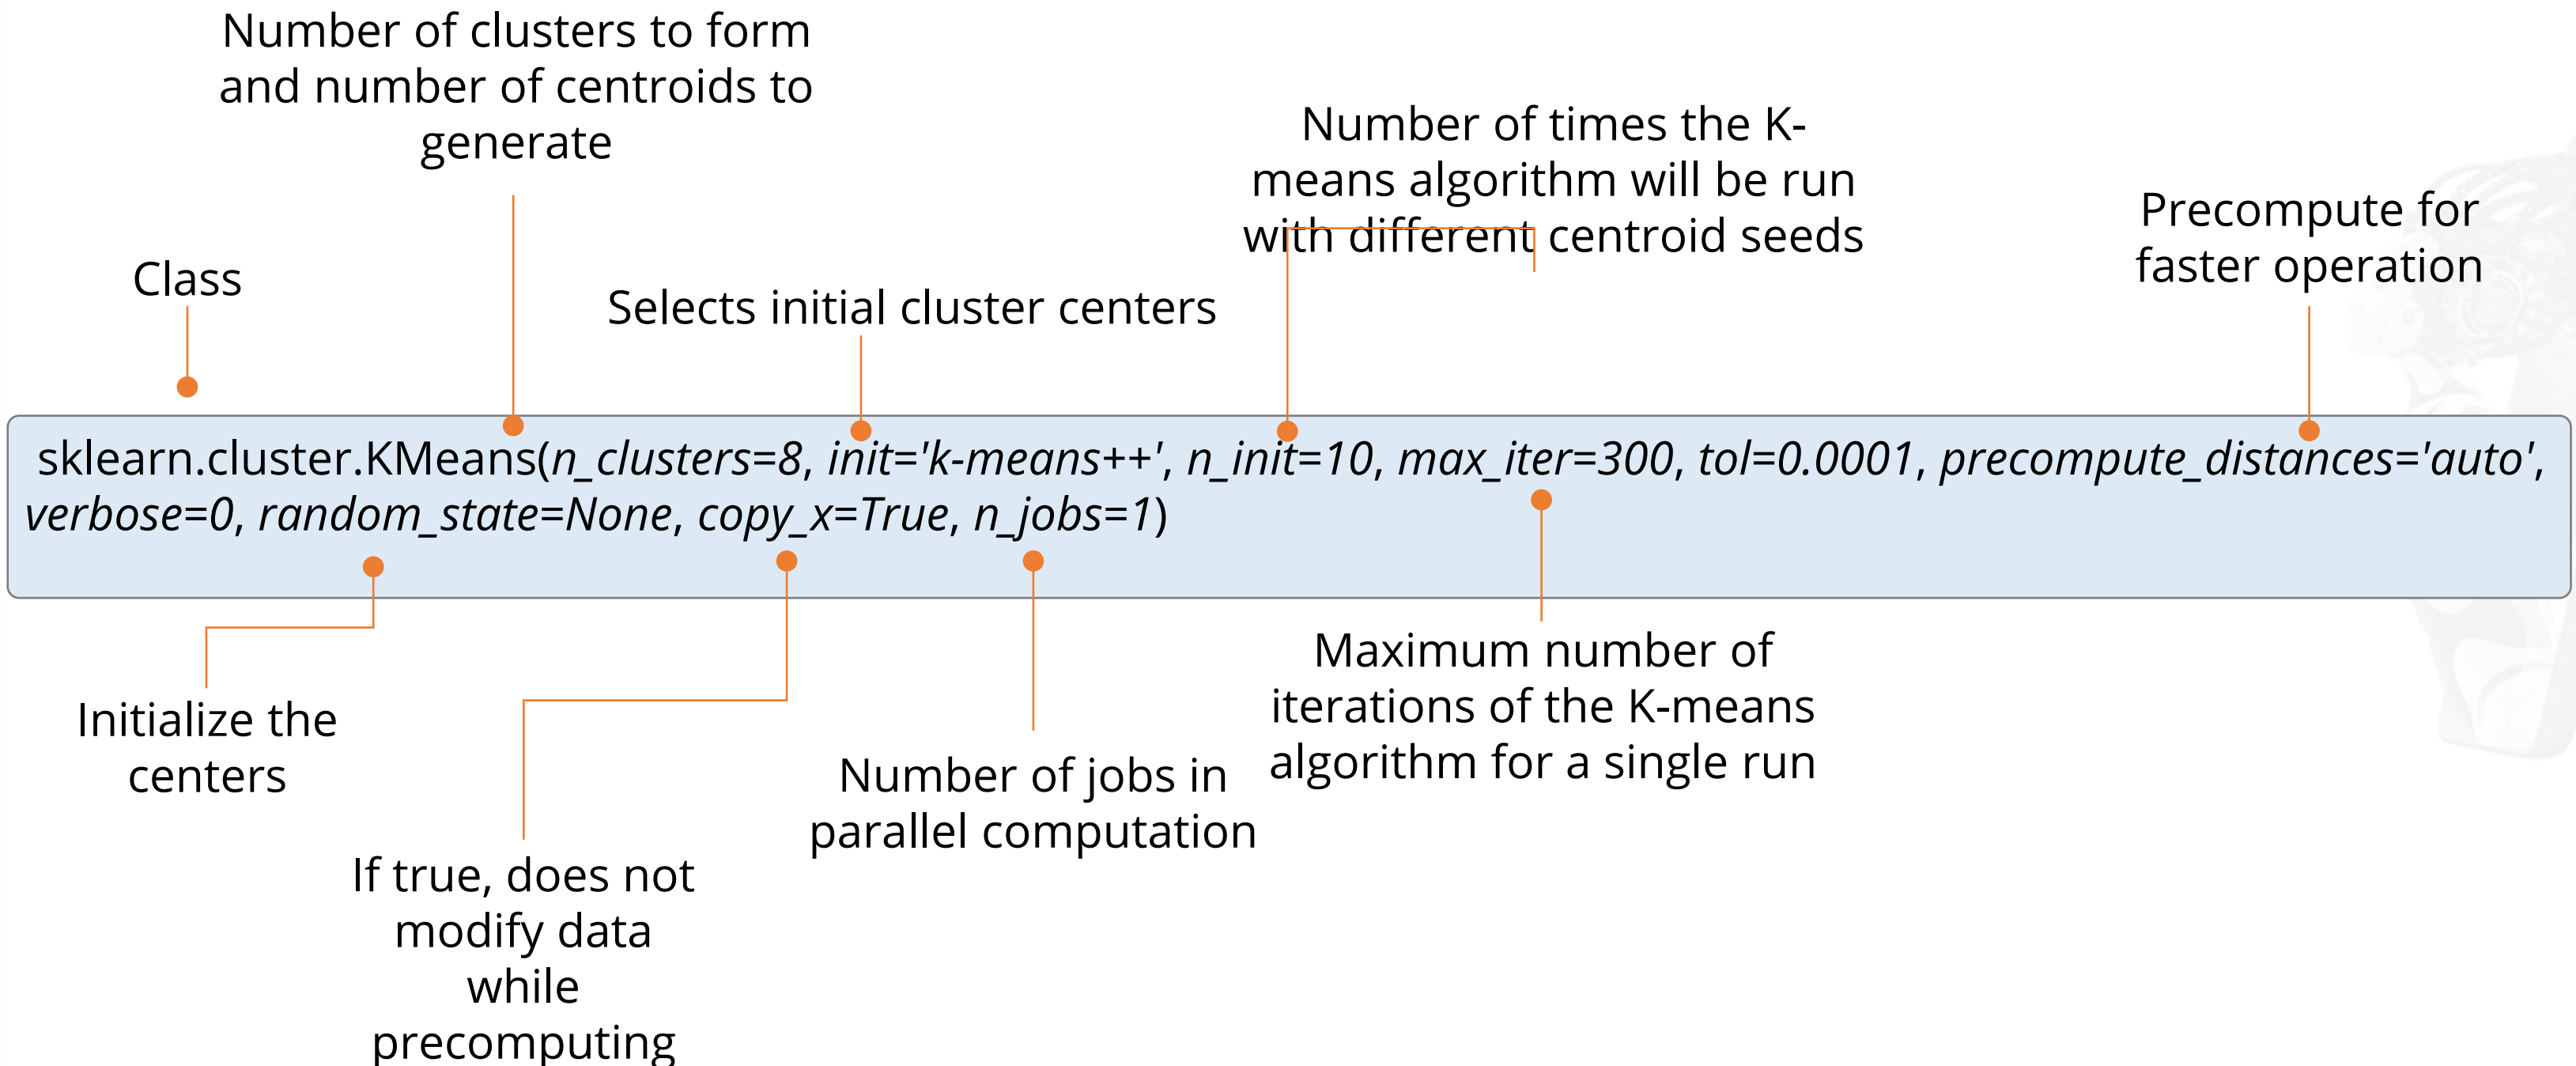 Number of clusters to form
and number of centroids to
generate
Number of times the K-
means algorithm will be run
with different centroid seeds
Precompute for
faster operation
Class
Selects initial cluster centers
sklearn.cluster.KMeans(n_clusters=8, init='k-means++', n_init=10, max_iter=300, tol=0.0001, precompute_distances='auto',
verbose=0, random_state=None, copy_x=True, n_jobs=1)
Initialize the
centers
If true, does not
modify data
while
precomputing
Number of jobs in
parallel computation
Maximum number of
iterations of the K-means
algorithm for a single run